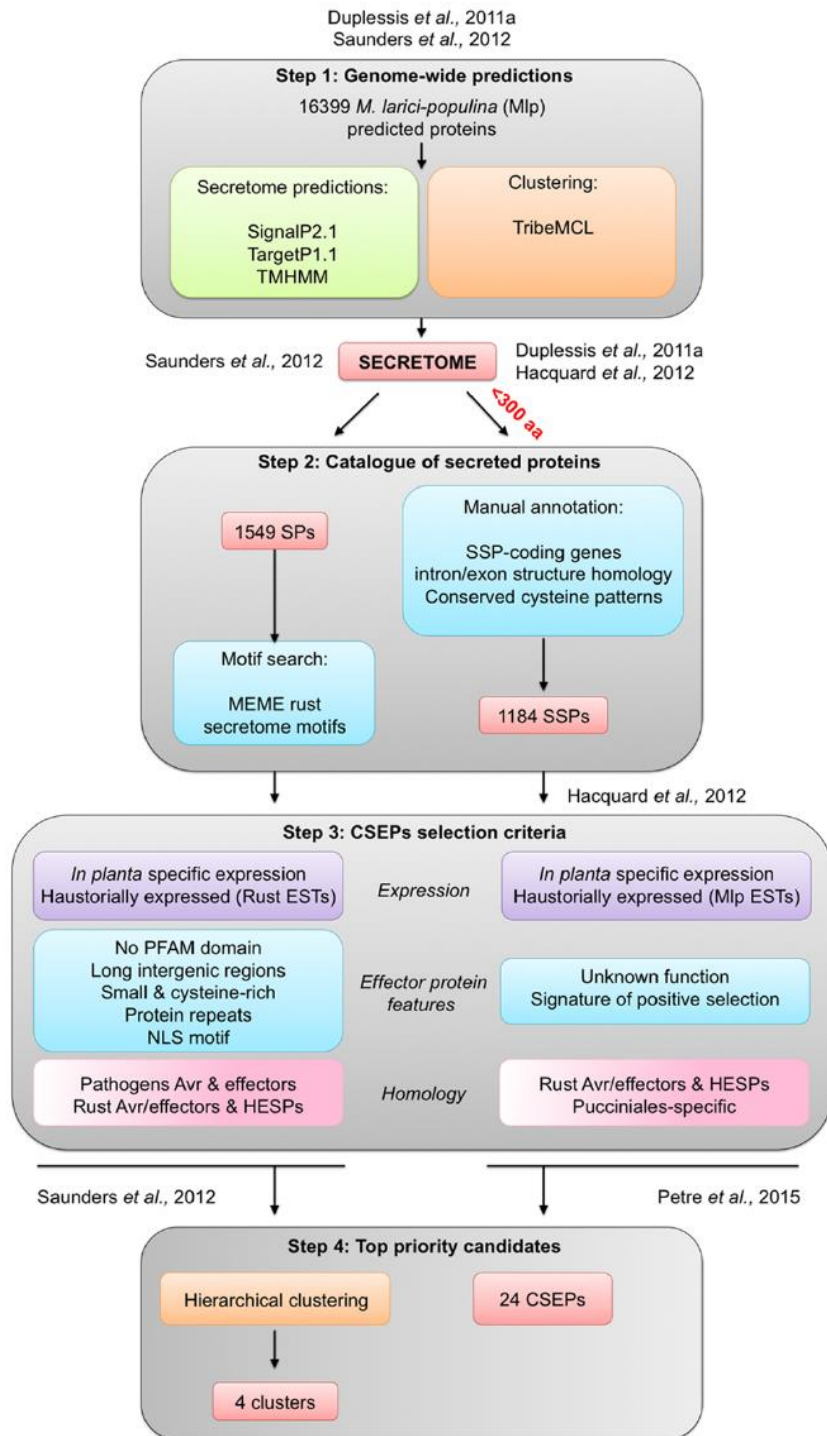 Duplessis et al., 2011a
Saunders et al., 2012
Step 1: Genome-wide predictions
16399 M. larici-populina (Mlp)
predicted proteins
Secretome predictions:
SignalP2.1
TargetP1.1
TMHMM
Clustering:
TribeMCL
Saunders et al., 2012
SECRETOME
Duplessis et al., 2011a
Hacquard et al., 2012
<300 aa
Step 2: Catalogue of secreted proteins
1549 SPs
Motif search:
MEME rust
secretome motifs
Manual annotation:
SSP-coding genes
intron/exon structure homology
Conserved cysteine patterns
1184 SSPs
Hacquard et al., 2012
Step 3: CSEPs selection criteria
In planta specific expression
Haustorially expressed (Rust ESTs)
Expression
In planta specific expression
Haustorially expressed (Mlp ESTs)
No PFAM domain
Long intergenic regions
Small & cysteine-rich
Protein repeats
NLS motif
Effector protein
features
Unknown function
Signature of positive selection
Pathogens Avr & effectors
Rust Avr/effectors & HESPs
Homology
Rust Avr/effectors & HESPs
Pucciniales-specific
Saunders et al., 2012
Petre et al., 2015
Step 4: Top priority candidates
Hierarchical clustering
4 clusters
24 CSEPs